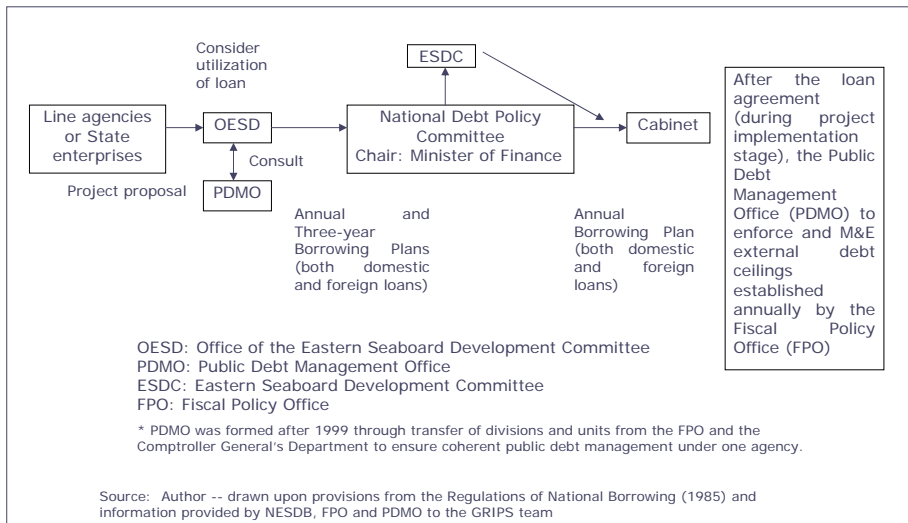 Consider
utilization
of loan
ESDC
Line agencies
or State
enterprises
OESD
National Debt Policy
Committee
Chair: Minister of Finance
Cabinet
Consult
Project proposal
PDMO
Annual and
Three-year
Borrowing Plans
(both domestic
and foreign loans)
Annual
Borrowing Plan
(both domestic
and foreign
loans)
After the loan
agreement
(during project
implementation
stage), the Public
Debt
Management
Office (PDMO) to
enforce and M&E
external debt
ceilings
established
annually by the
Fiscal Policy
Office (FPO)
OESD: Office of the Eastern Seaboard Development Committee
PDMO: Public Debt Management Office
ESDC: Eastern Seaboard Development Committee
FPO: Fiscal Policy Office
* PDMO was formed after 1999 through transfer of divisions and units from the FPO and the
Comptroller General's Department to ensure coherent public debt management under one agency.
Source: Author -- drawn upon provisions from the Regulations of National Borrowing (1985) and
information provided by NESDB, FPO and PDMO to the GRIPS team